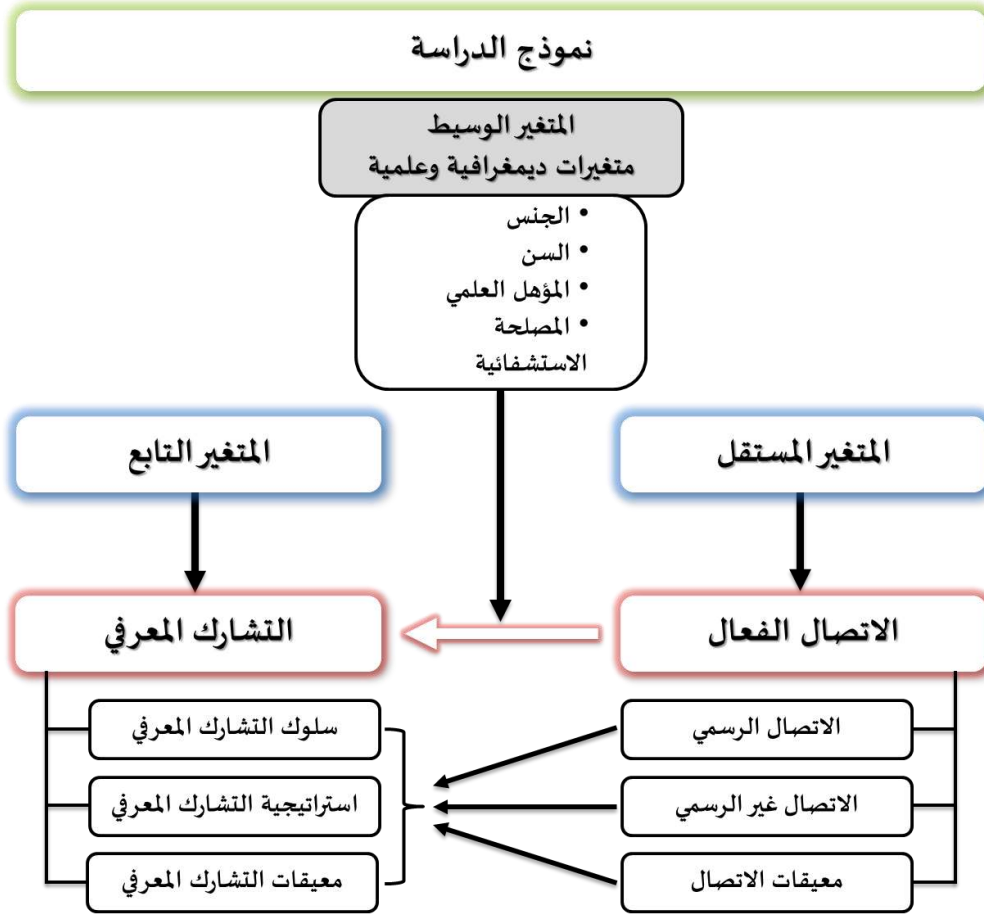 نموذج الدراسة
المتغير الوسيط
متغيرات ديمغرافية وعلمية
• الجنس
• السن
• المؤهل العلمي
• المصلحة
الاستشفائية
المتغير المستقل
المتغير التابع
الاتصال الفعال
التشارك المعرفي
الاتصال الرسمي
سلوك التشارك المعرفي
الاتصال غير الرسمي
استراتيجية التشارك المعرفي
معيقات الاتصال
معيقات التشارك المعرفي